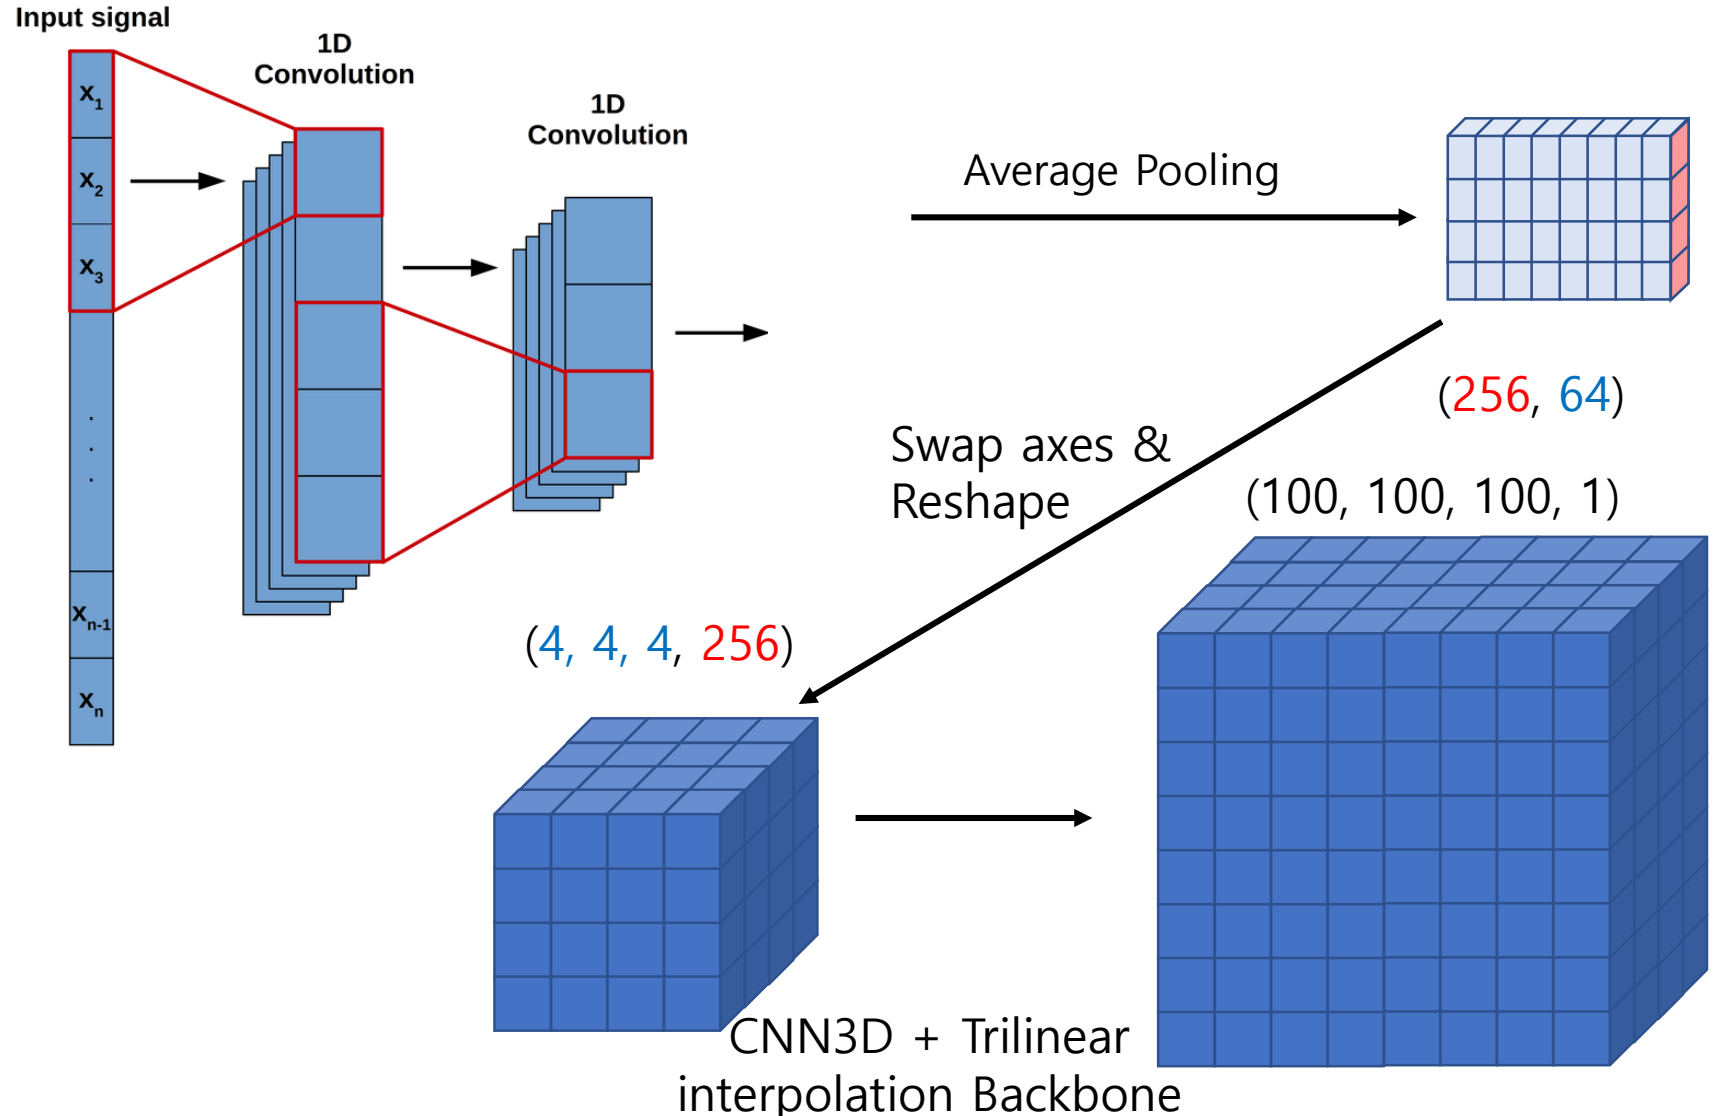 Input signal
1D
Convolution
1D
Convolution
x1
x2
x3
.
.
.
xn-1
xn
Average Pooling
(256, 64)
Swap axes &
Reshape
(100, 100, 100, 1)
(4, 4, 4, 256)
CNN3D + Trilinear
interpolation Backbone